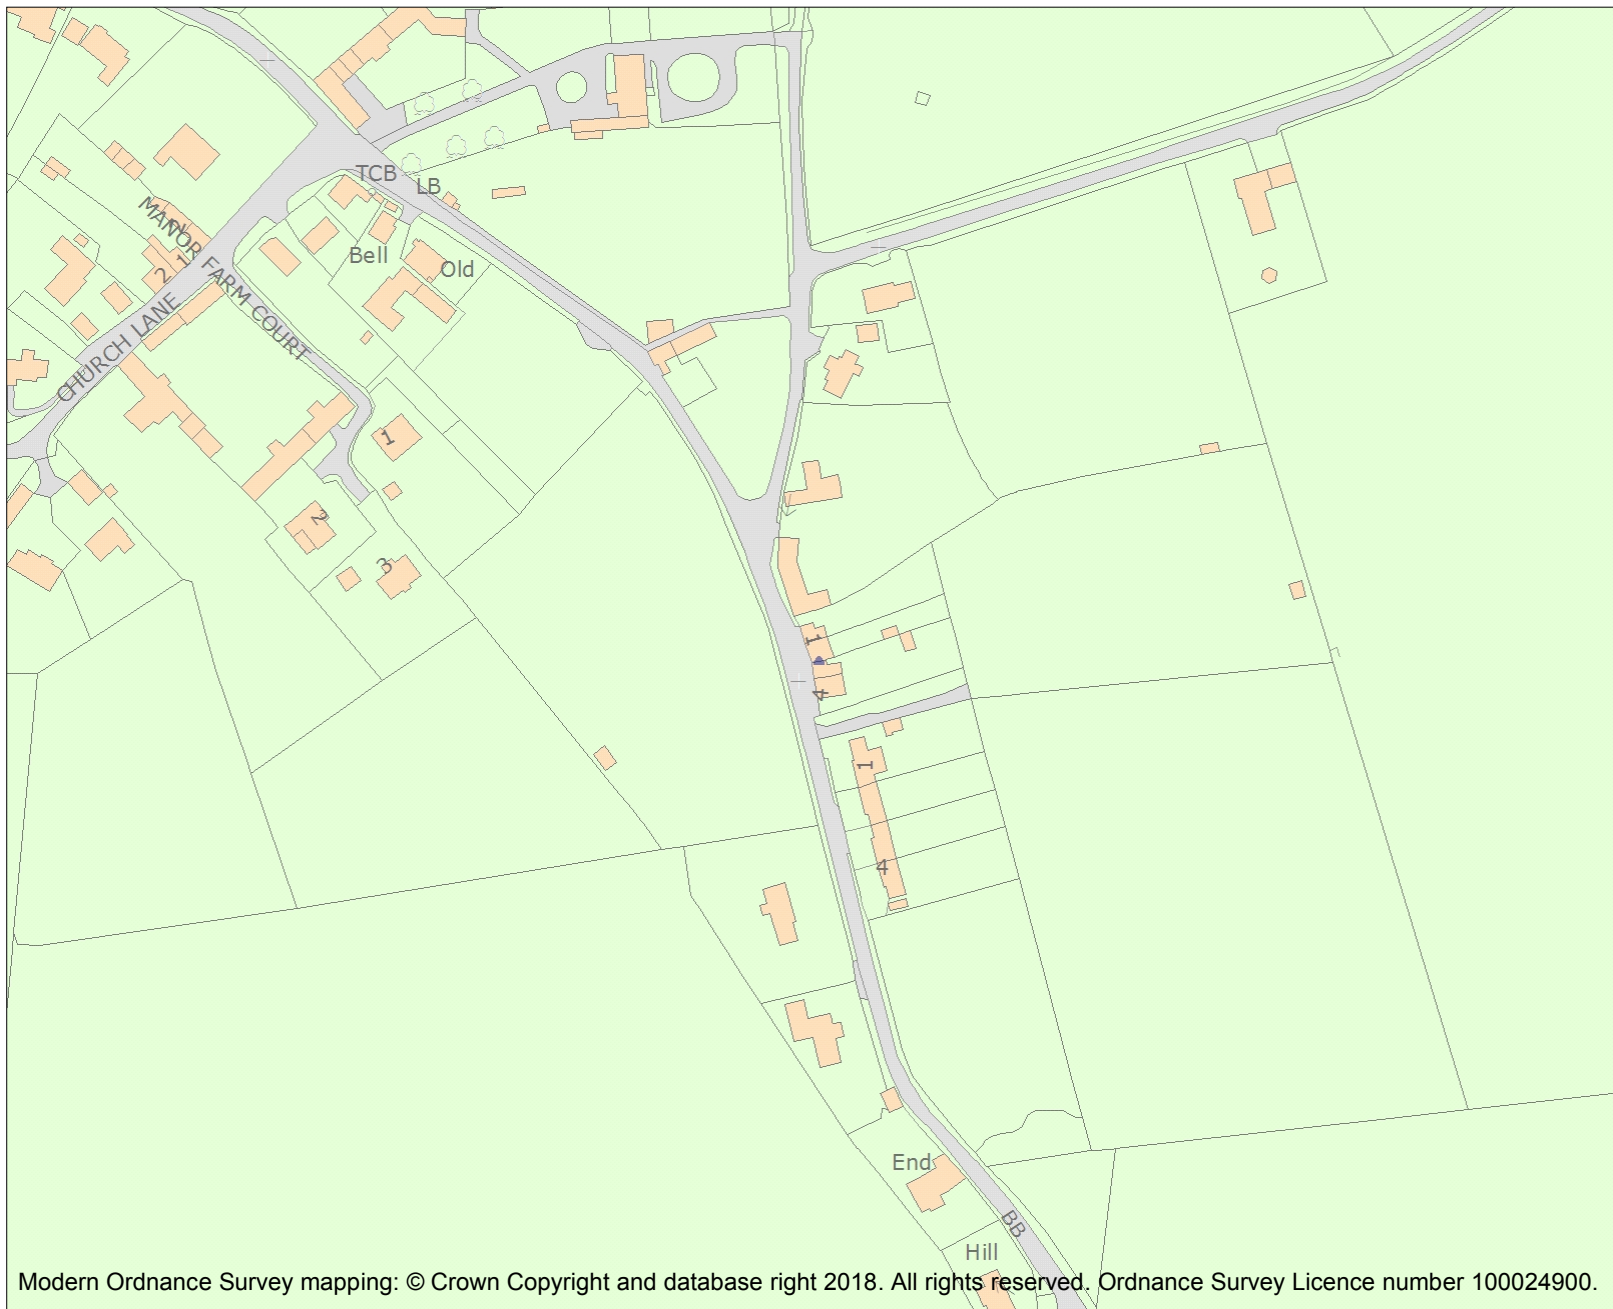 TCB
LB
MANOR FARM COURT
Bell
Old
2
1
CHURCH LANE
1
2
3
1
4
1
4
End
BB
Hill
Modern Ordnance Survey mapping: © Crown Copyright and database right 2018. All rights reserved. Ordnance Survey Licence number 100024900.